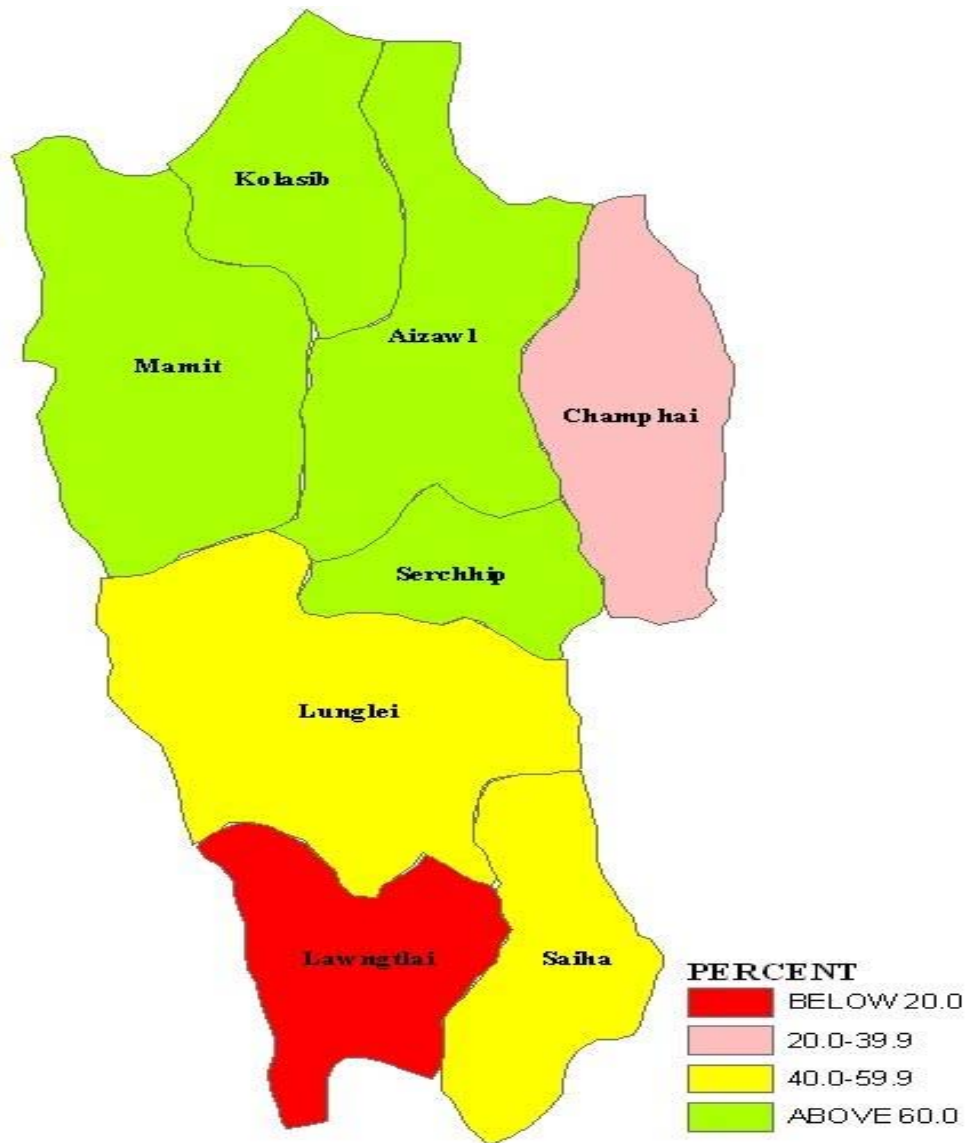 Kolasib
Aizawl
Mamit
Champhai
Serchhip
Lunglei
Lawngtlai
Saiha
PERCENT
BELOW 20.0
20.0-39.9
40.0-59.9
ABOVE 60.0